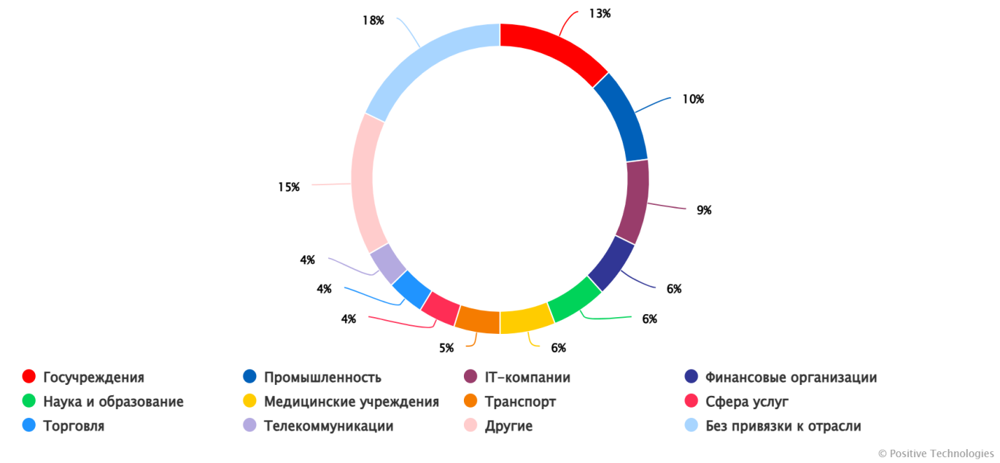 18%
13%
10%
15%
9%
4%
4%
6%
4%
6%
5%
6%
Госучреждения
Промышленность
IT-компании
Финансовые организации
Наука и образование
Медицинские учреждения
Транспорт
Сфера услуг
Торговля
Телекоммуникации
Другие
Без привязки к отрасли
© Positive Technologies